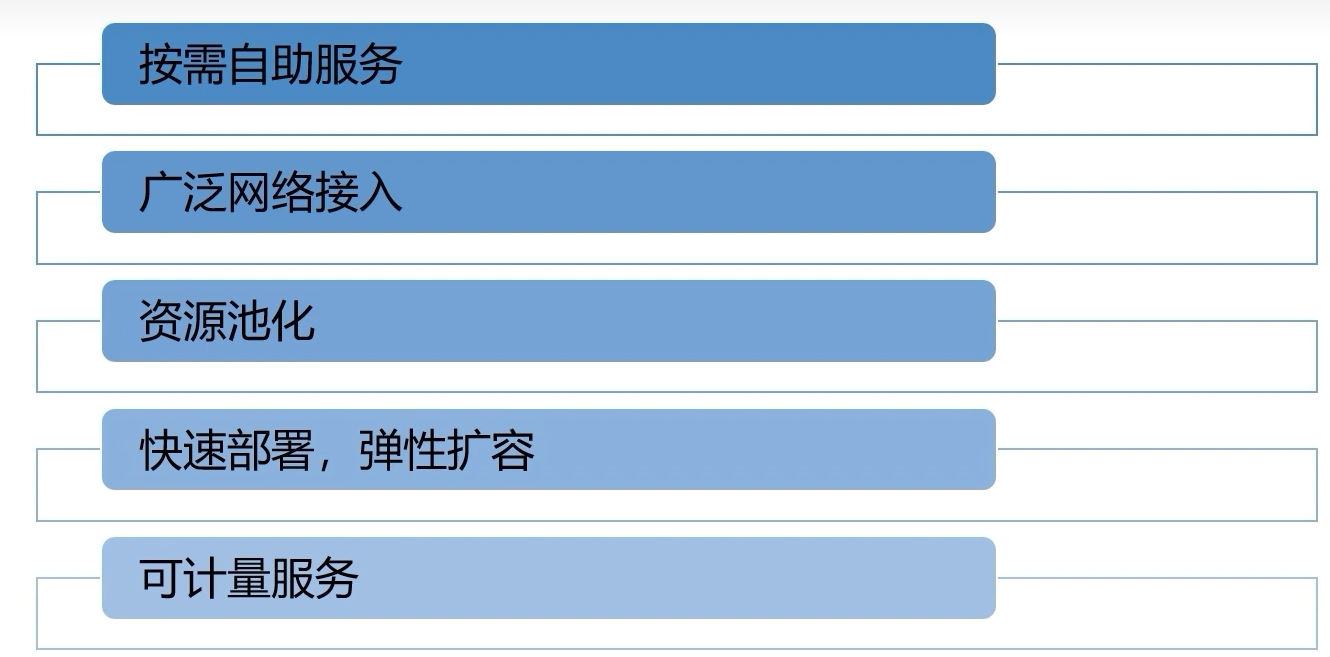 按需自助服务
广泛网络接入
资源池化
快速部署，弹性扩容
可计量服务